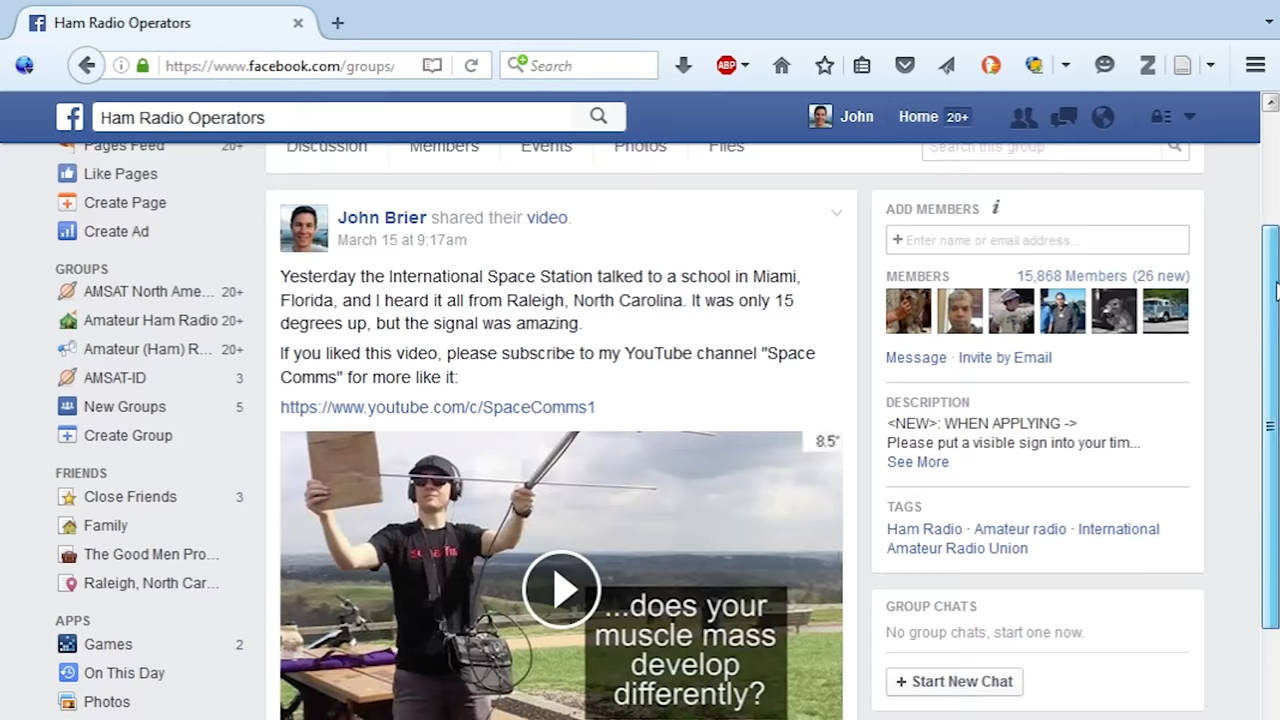 Ham Radio Operators
https://www.facebook.com/groups/
Search
ABP
Z
Ham Radio Operators
John
Home 20+
Pages Feed 20+
Like Pages
Create Page
Create Ad
GROUPS
AMSAT North Ame... 20+
Amateur Ham Radio 20+
Amateur (Ham) R... 20+
AMSAT-ID 3
New Groups 5
Create Group
FRIENDS
Close Friends 3
Family
The Good Men Pro...
Raleigh, North Car...
APPS
Games 2
On This Day
Photos
Discussion Members Events Photos Files
Search this group
John Brier shared their video.
March 15 at 9:17am
Yesterday the International Space Station talked to a school in Miami,
Florida, and I heard it all from Raleigh, North Carolina. It was only 15
degrees up, but the signal was amazing.
If you liked this video, please subscribe to my YouTube channel "Space
Comms" for more like it:
https://www.youtube.com/c/SpaceComms1
8.5°
...does your
muscle mass
develop
differently?
ADD MEMBERS i
+ Enter name or email address...
MEMBERS 15,868 Members (26 new)
Message · Invite by Email
DESCRIPTION
<NEW>: WHEN APPLYING ->
Please put a visible sign into your tim...
See More
TAGS
Ham Radio · Amateur radio · International
Amateur Radio Union
GROUP CHATS
No group chats, start one now.
+ Start New Chat